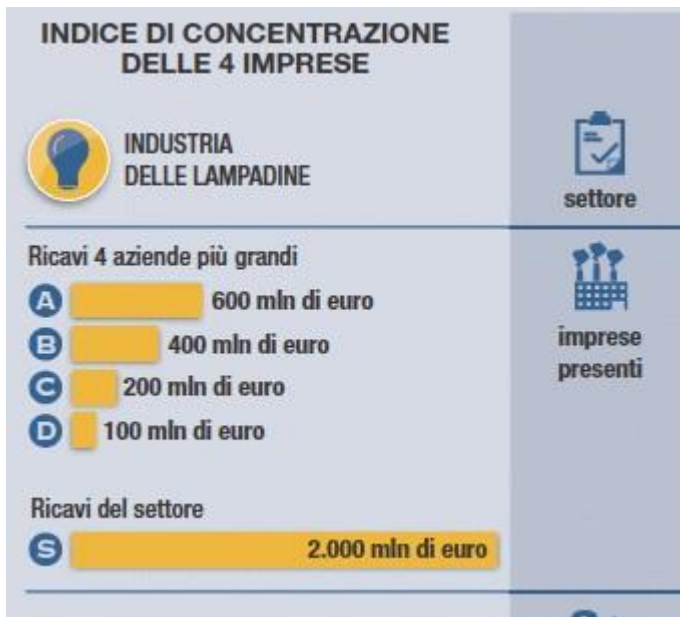 INDICE DI CONCENTRAZIONE
DELLE 4 IMPRESE
INDUSTRIA
DELLE LAMPADINE
settore
Ricavi 4 aziende più grandi
A 600 mln di euro
B 400 mln di euro
C 200 mln di euro
D 100 mln di euro
imprese
presenti
Ricavi del settore
S 2.000 mln di euro